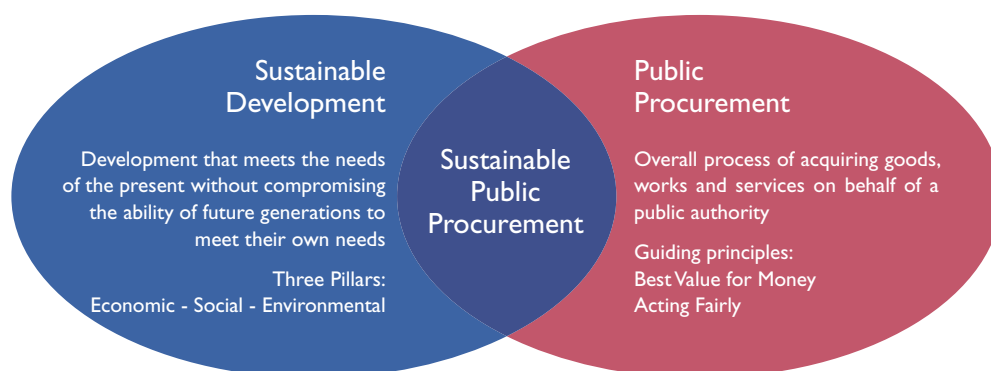 Sustainable
Development
Development that meets the needs
of the present without compromising
the ability of future generations to
meet their own needs
Three Pillars:
Economic - Social - Environmental
Sustainable
Public
Procurement
Public
Procurement
Overall process of acquiring goods,
works and services on behalf of a
public authority
Guiding principles:
Best Value for Money
Acting Fairly